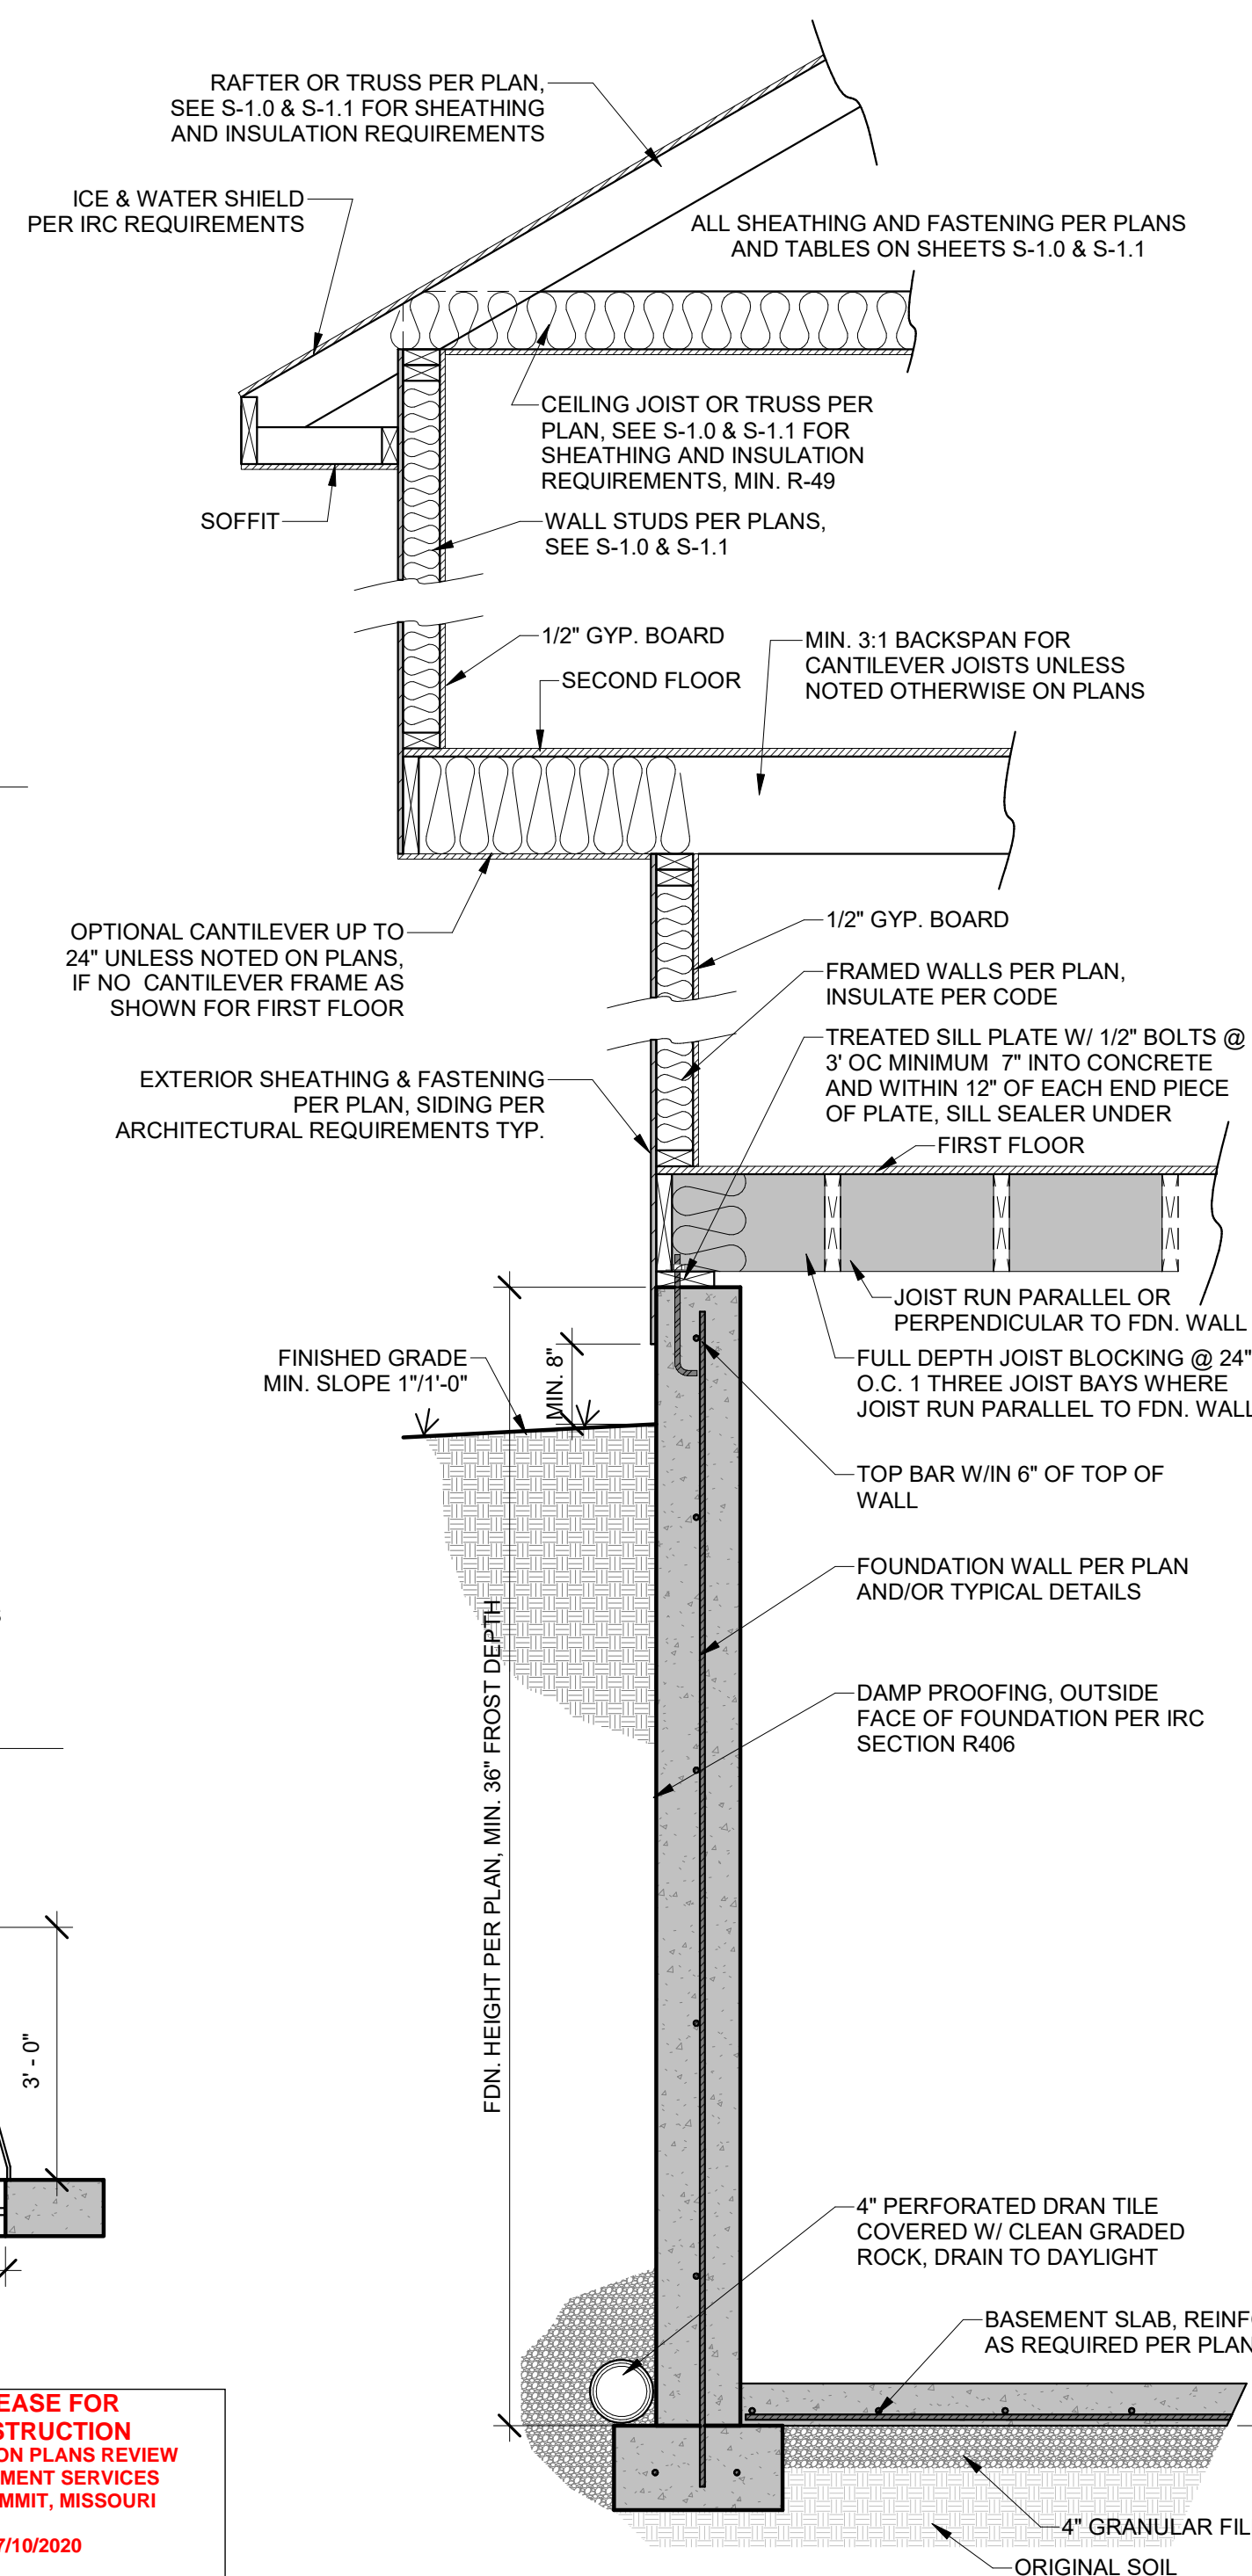 RAFTER OR TRUSS PER PLAN,
SEE S-1.0 & S-1.1 FOR SHEATHING
AND INSULATION REQUIREMENTS
ICE & WATER SHIELD
PER IRC REQUIREMENTS
ALL SHEATHING AND FASTENING PER PLANS
AND TABLES ON SHEETS S-1.0 & S-1.1
CEILING JOIST OR TRUSS PER
PLAN, SEE S-1.0 & S-1.1 FOR
SHEATHING AND INSULATION
REQUIREMENTS, MIN. R-49
SOFFIT
WALL STUDS PER PLANS,
SEE S-1.0 & S-1.1
1/2" GYP. BOARD
SECOND FLOOR
MIN. 3:1 BACKSPAN FOR
CANTILEVER JOISTS UNLESS
NOTED OTHERWISE ON PLANS
OPTIONAL CANTILEVER UP TO
24" UNLESS NOTED ON PLANS,
IF NO CANTILEVER FRAME AS
SHOWN FOR FIRST FLOOR
1/2" GYP. BOARD
FRAMED WALLS PER PLAN,
INSULATE PER CODE
TREATED SILL PLATE W/ 1/2" BOLTS @
3' OC MINIMUM 7" INTO CONCRETE
AND WITHIN 12" OF EACH END PIECE
OF PLATE, SILL SEALER UNDER
EXTERIOR SHEATHING & FASTENING
PER PLAN, SIDING PER
ARCHITECTURAL REQUIREMENTS TYP.
FIRST FLOOR
JOIST RUN PARALLEL OR
PERPENDICULAR TO FDN. WALL
FINISHED GRADE
MIN. SLOPE 1"/1'-0"
MIN. 8"
FULL DEPTH JOIST BLOCKING @ 24"
O.C. 1 THREE JOIST BAYS WHERE
JOIST RUN PARALLEL TO FDN. WALL
TOP BAR W/IN 6" OF TOP OF
WALL
FOUNDATION WALL PER PLAN
AND/OR TYPICAL DETAILS
FDN. HEIGHT PER PLAN, MIN. 36" FROST DEPTH
DAMP PROOFING, OUTSIDE
FACE OF FOUNDATION PER IRC
SECTION R406
3' - 0"
4" PERFORATED DRAN TILE
COVERED W/ CLEAN GRADED
ROCK, DRAIN TO DAYLIGHT
BASEMENT SLAB, REINFO
AS REQUIRED PER PLAN
4" GRANULAR FIL
ORIGINAL SOIL
EASE FOR
STRUCTION
ON PLANS REVIEW
MENT SERVICES
MMIT, MISSOURI
7/10/2020